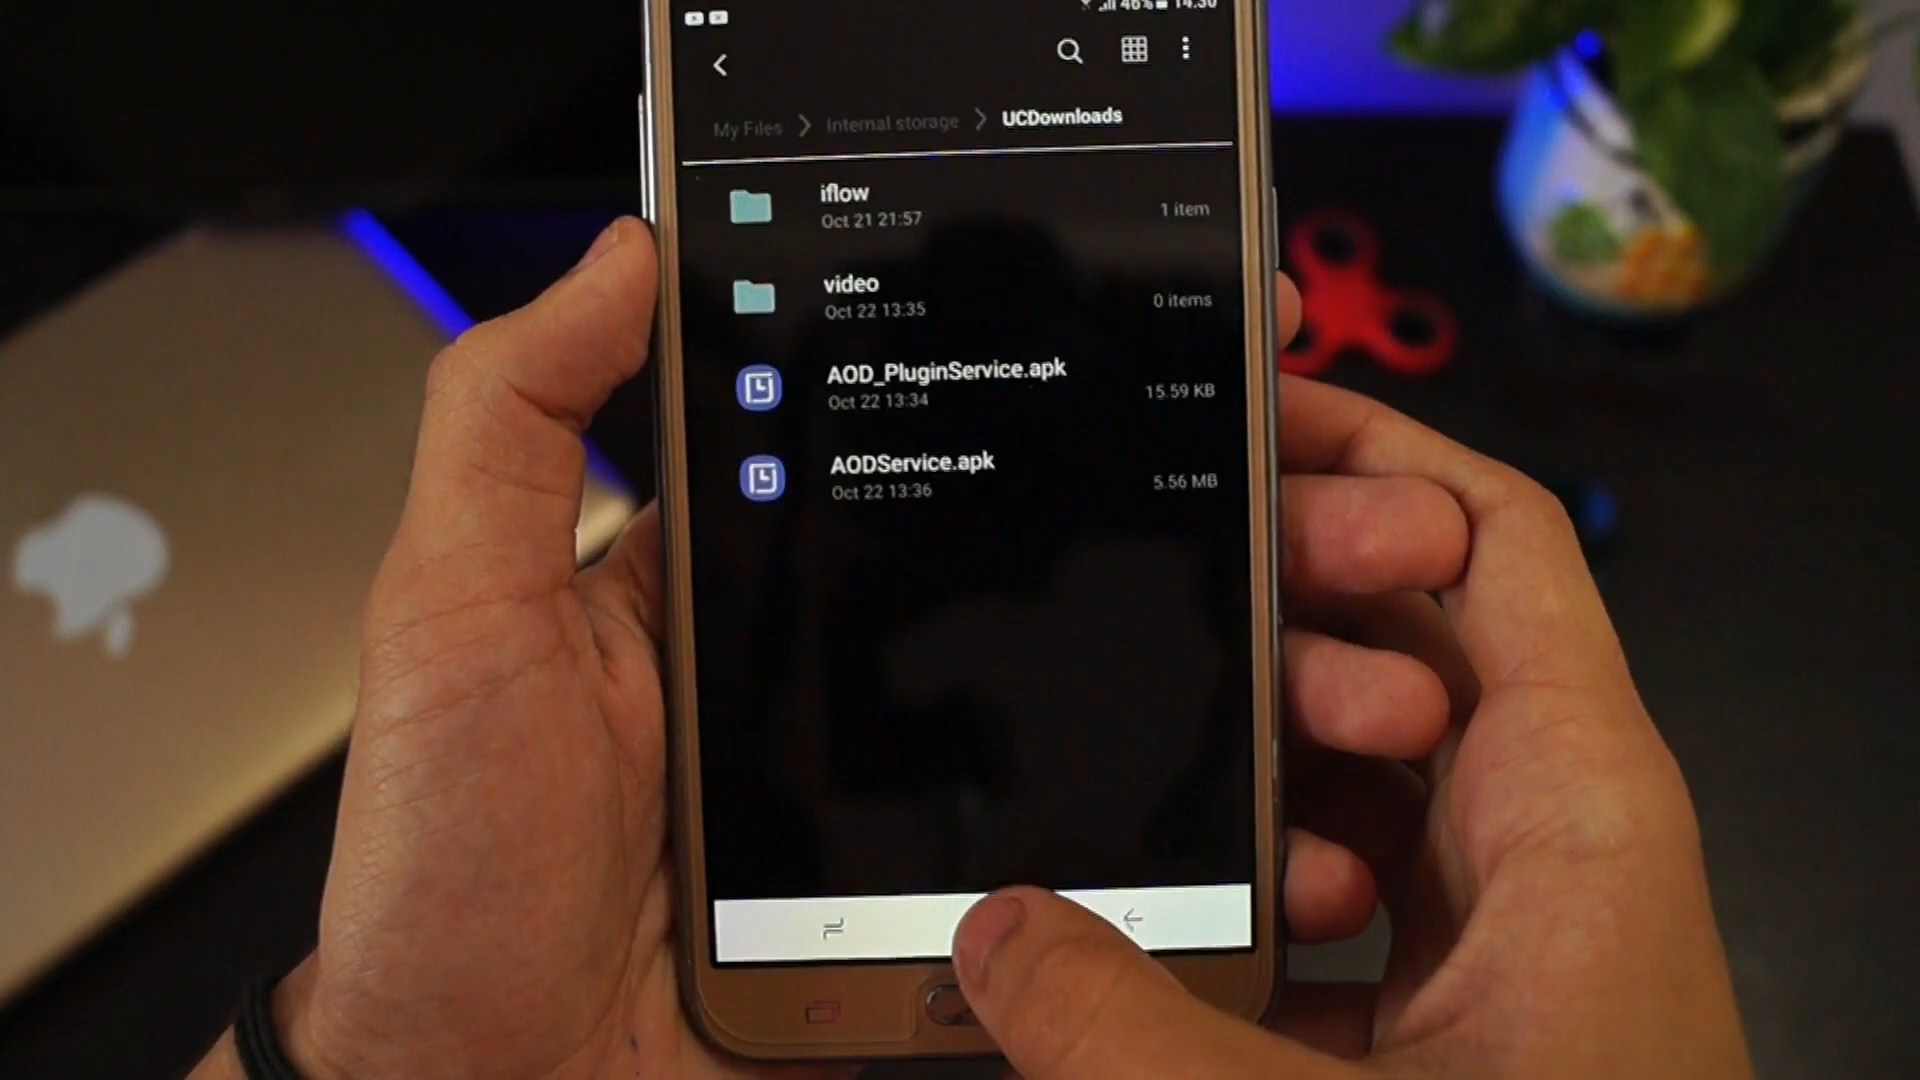 46% 14:30
My Files > Internal storage > UCDownloads
iflow
Oct 21 21:57
1 item
video
Oct 22 13:35
0 items
AOD_PluginService.apk
Oct 22 13:34
15.59 KB
AODService.apk
Oct 22 13:36
5.56 MB